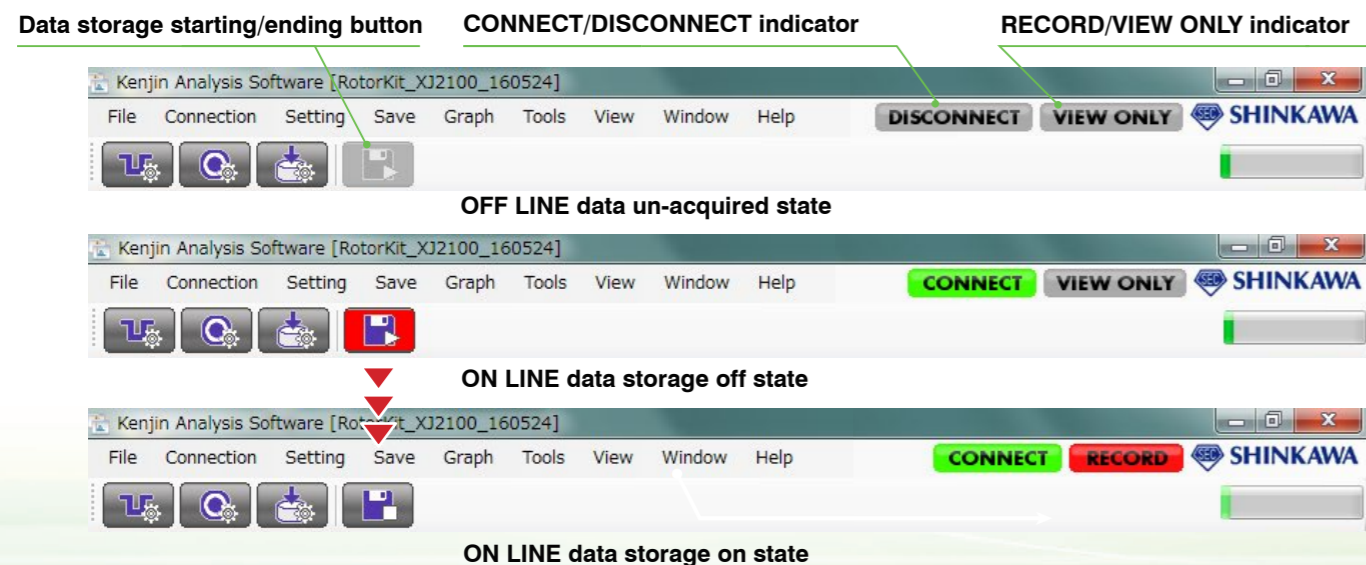 Data storage starting/ending button CONNECT/DISCONNECT indicator RECORD/VIEW ONLY indicator
Kenjin Analysis Software [RotorKit_XJ2100_160524]
File Connection Setting Save Graph Tools View Window Help DISCONNECT VIEW ONLY SEC SHINKAWA
OFF LINE data un-acquired state
Kenjin Analysis Software [RotorKit_XJ2100_160524]
File Connection Setting Save Graph Tools View Window Help CONNECT VIEW ONLY SEC SHINKAWA
ON LINE data storage off state
Kenjin Analysis Software [RotorKit_XJ2100_160524]
File Connection Setting Save Graph Tools View Window Help CONNECT RECORD SEC SHINKAWA
ON LINE data storage on state